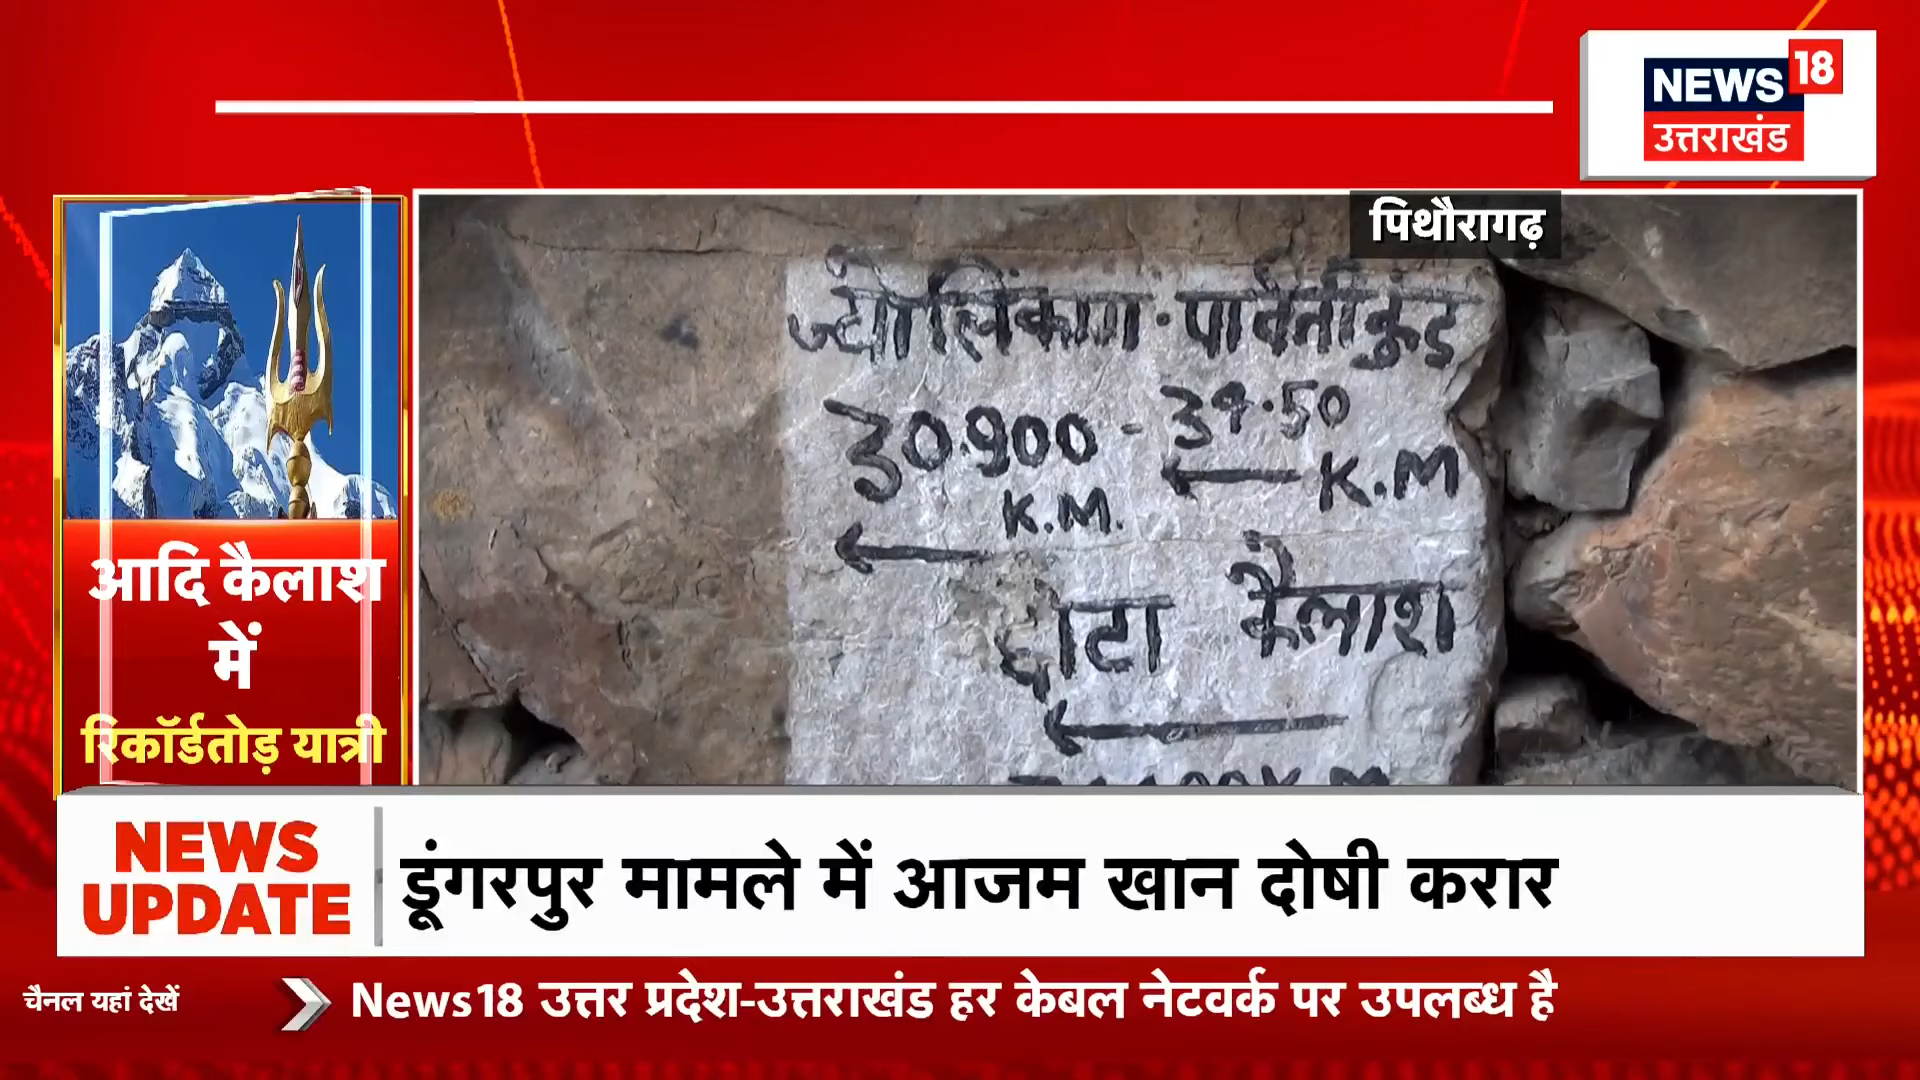 NEWS 18
उत्तराखंड
पिथौरागढ़
ज्योलिंकाग · पार्वतीकुंड
30.900 - 34.50
K.M. K.M
छोटा कैलाश
आदि कैलाश
में
रिकॉर्डतोड़ यात्री
NEWS
UPDATE
डूंगरपुर मामले में आजम खान दोषी करार
चैनल यहां देखें
News18 उत्तर प्रदेश-उत्तराखंड हर केबल नेटवर्क पर उपलब्ध है